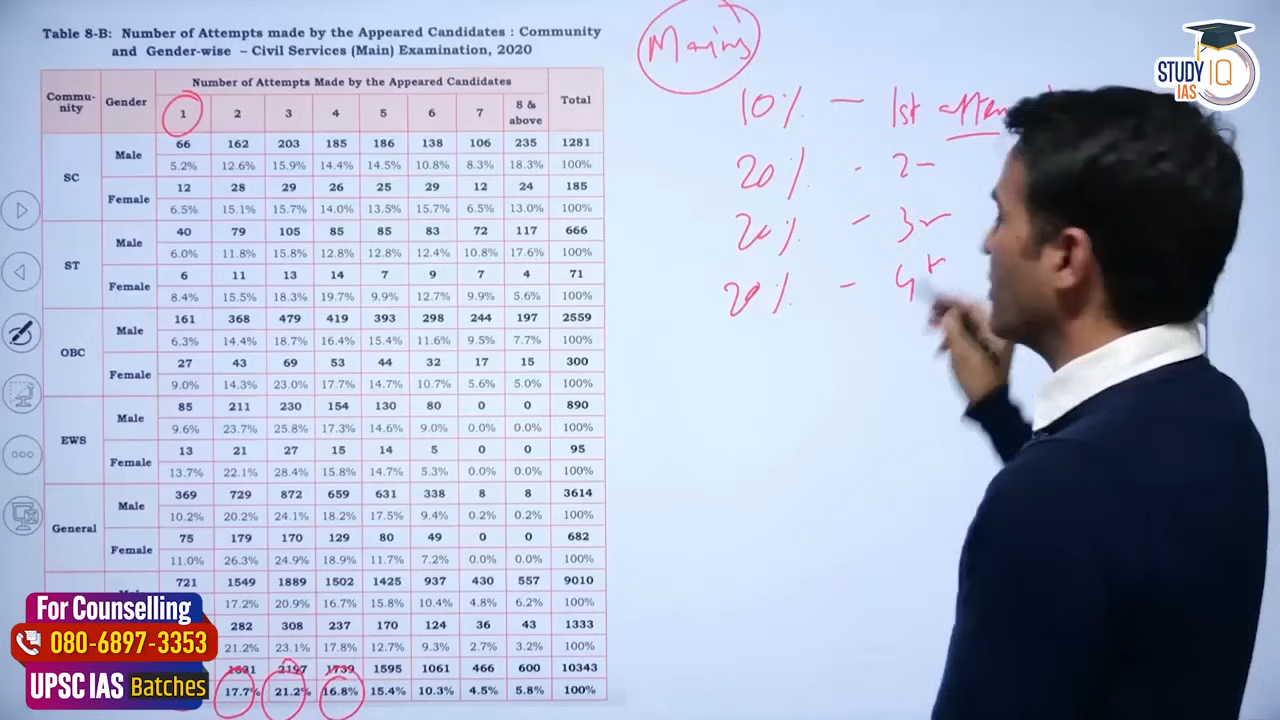 Table 8-B: Number of Attempts made by the Appeared Candidates : Community
and Gender-wise – Civil Services (Main) Examination, 2020
Commu-nity Gender Number of Attempts Made by the Appeared Candidates Total
1 2 3 4 5 6 7 8 & above
SC Male 66 162 203 185 186 138 106 235 1281
5.2% 12.6% 15.9% 14.4% 14.5% 10.8% 8.3% 18.3% 100%
Female 12 28 29 26 25 29 12 24 185
6.5% 15.1% 15.7% 14.0% 13.5% 15.7% 6.5% 13.0% 100%
ST Male 40 79 105 85 85 83 72 117 666
6.0% 11.8% 15.8% 12.8% 12.8% 12.4% 10.8% 17.6% 100%
Female 6 11 13 14 7 9 7 4 71
8.4% 15.5% 18.3% 19.7% 9.9% 12.7% 9.9% 5.6% 100%
OBC Male 161 368 479 419 393 298 244 197 2559
6.3% 14.4% 18.7% 16.4% 15.4% 11.6% 9.5% 7.7% 100%
Female 27 43 69 53 44 32 17 15 300
9.0% 14.3% 23.0% 17.7% 14.7% 10.7% 5.6% 5.0% 100%
EWS Male 85 211 230 154 130 80 0 0 890
9.6% 23.7% 25.8% 17.3% 14.6% 9.0% 0.0% 0.0% 100%
Female 13 21 27 15 14 5 0 0 95
13.7% 22.1% 28.4% 15.8% 14.7% 5.3% 0.0% 0.0% 100%
General Male 369 729 872 659 631 338 8 8 3614
10.2% 20.2% 24.1% 18.2% 17.5% 9.4% 0.2% 0.2% 100%
Female 75 179 170 129 80 49 0 0 682
11.0% 26.3% 24.9% 18.9% 11.7% 7.2% 0.0% 0.0% 100%
721 1549 1889 1502 1425 937 430 557 9010
17.2% 20.9% 16.7% 15.8% 10.4% 4.8% 6.2% 100%
282 308 237 170 124 36 43 1333
21.2% 23.1% 17.8% 12.7% 9.3% 2.7% 3.2% 100%
2197 1739 1595 1061 466 600 10343
17.7% 21.2% 16.8% 15.4% 10.3% 4.5% 5.8% 100%
Mains
10% — 1st
20% - 2
20% - 3
20% - 4
STUDY IQ
IAS
For Counselling
080-6897-3353
UPSC IAS Batches